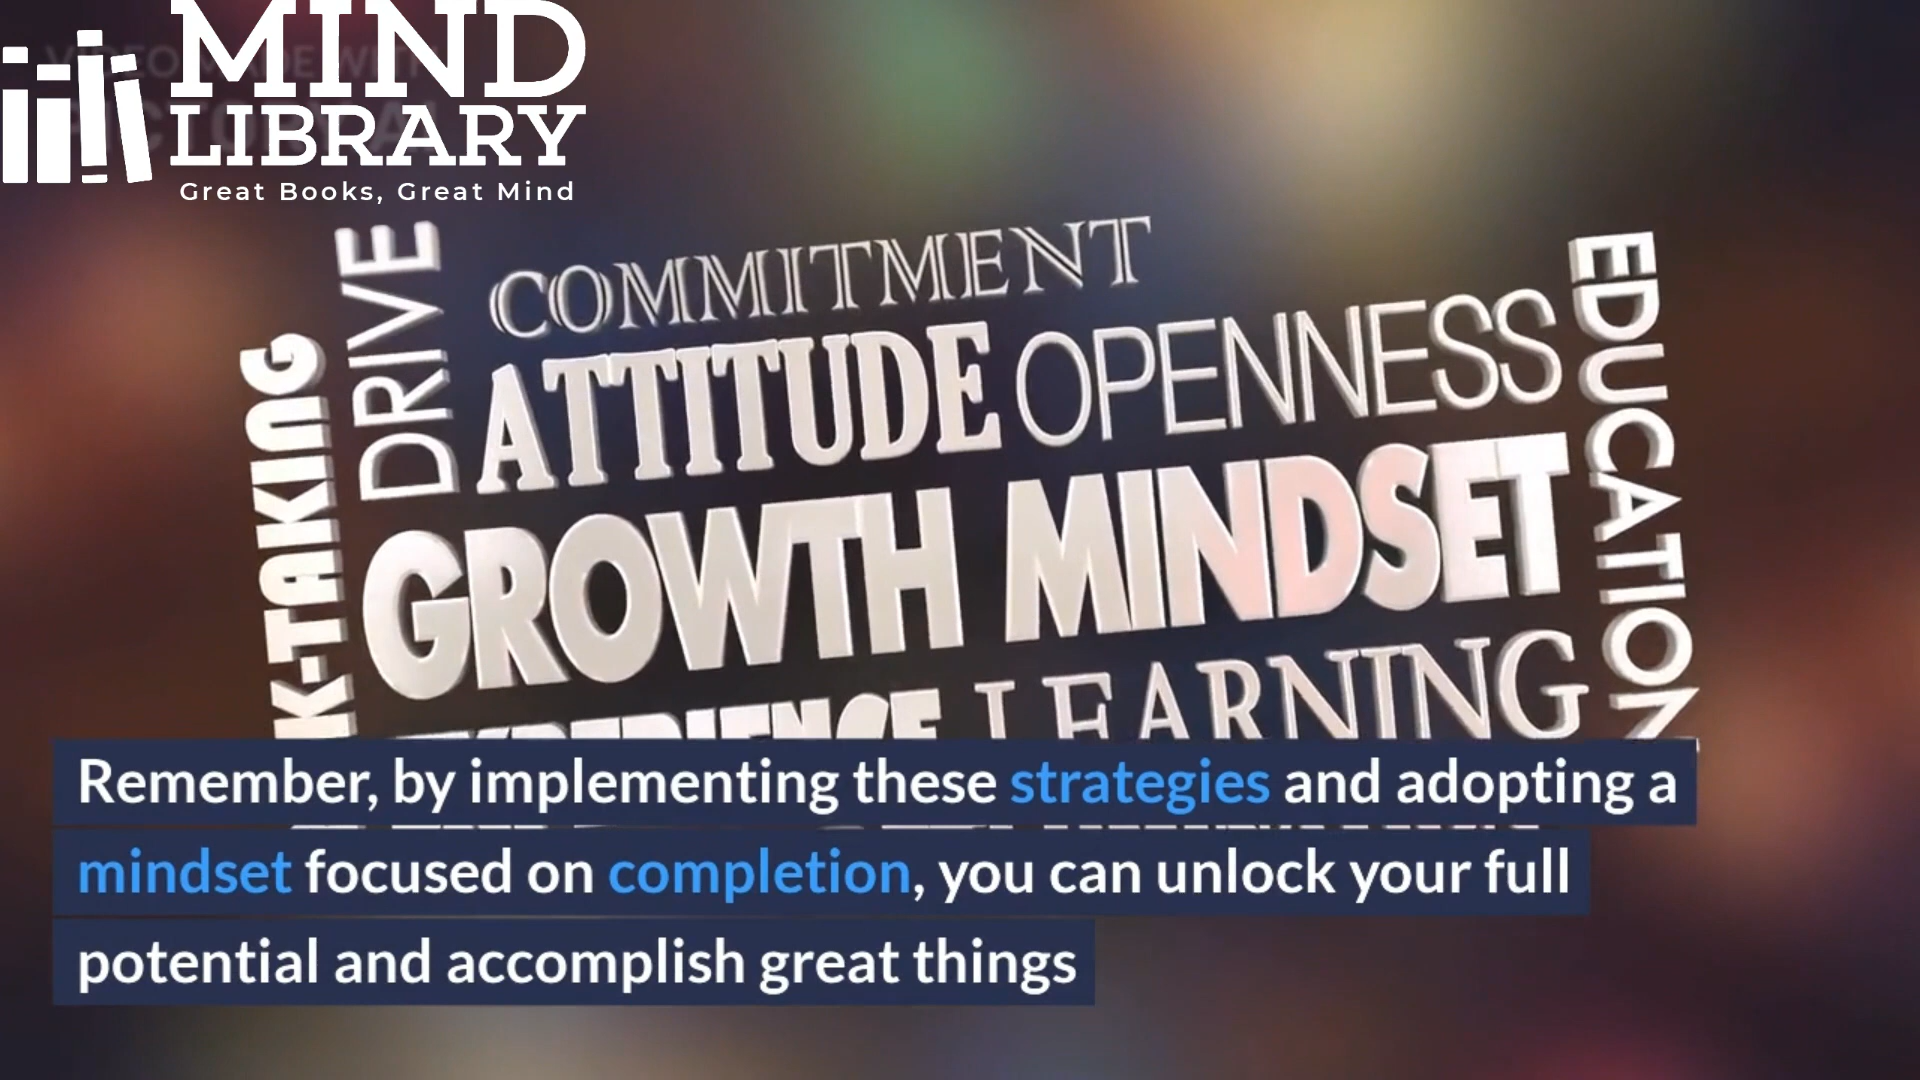 MIND
LIBRARY
Great Books, Great Mind
COMMITMENT
DRIVE
ATTITUDE OPENNESS
EDUCATION
K-TAKING
GROWTH MINDSET
EXPERIENCE LEARNING
Remember, by implementing these strategies and adopting a
mindset focused on completion, you can unlock your full
potential and accomplish great things